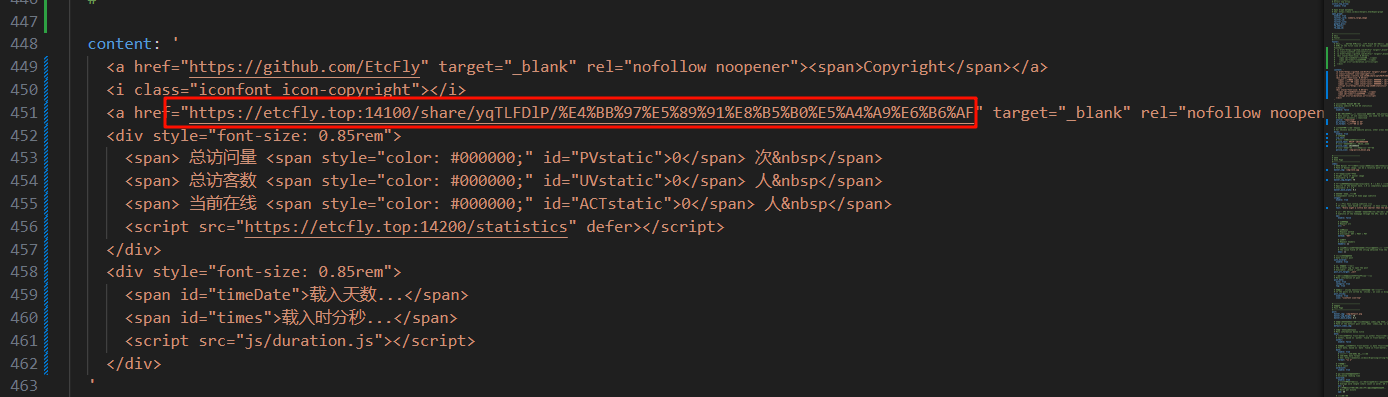 446 #
447
448 content: '
449 <a href="https://github.com/EtcFly" target="_blank" rel="nofollow noopener"><span>Copyright</span></a>
450 <i class="iconfont icon-copyright"></i>
451 <a href="https://etcfly.top:14100/share/yqTLFDlP/%E4%BB%97%E5%89%91%E8%B5%B0%E5%A4%A9%E6%B6%AF" target="_blank" rel="nofollow noopen
452 <div style="font-size: 0.85rem">
453 <span> 总访问量 <span style="color: #000000;" id="PVstatic">0</span> 次&nbsp</span>
454 <span> 总访客数 <span style="color: #000000;" id="UVstatic">0</span> 人&nbsp</span>
455 <span> 当前在线 <span style="color: #000000;" id="ACTstatic">0</span> 人&nbsp</span>
456 <script src="https://etcfly.top:14200/statistics" defer></script>
457 </div>
458 <div style="font-size: 0.85rem">
459 <span id="timeDate">载入天数...</span>
460 <span id="times">载入时分秒...</span>
461 <script src="js/duration.js"></script>
462 </div>
463 '